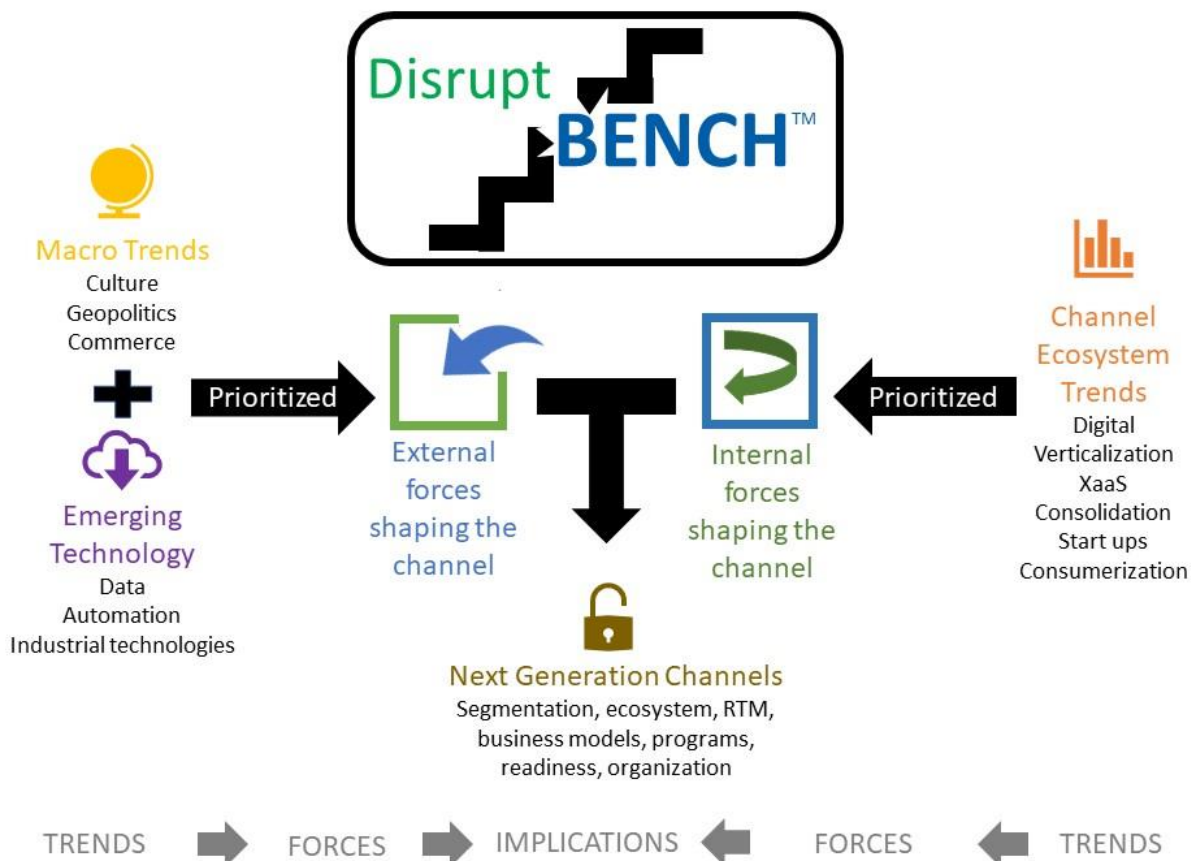 Disrupt
BENCH™
Macro Trends
Culture
Geopolitics
Commerce
Emerging
Technology
Data
Automation
Industrial technologies
Prioritized
External
forces
shaping the
channel
Internal
forces
shaping the
channel
Prioritized
Channel
Ecosystem
Trends
Digital
Verticalization
XaaS
Consolidation
Start ups
Consumerization
Next Generation Channels
Segmentation, ecosystem, RTM,
business models, programs,
readiness, organization
TRENDS FORCES IMPLICATIONS FORCES TRENDS